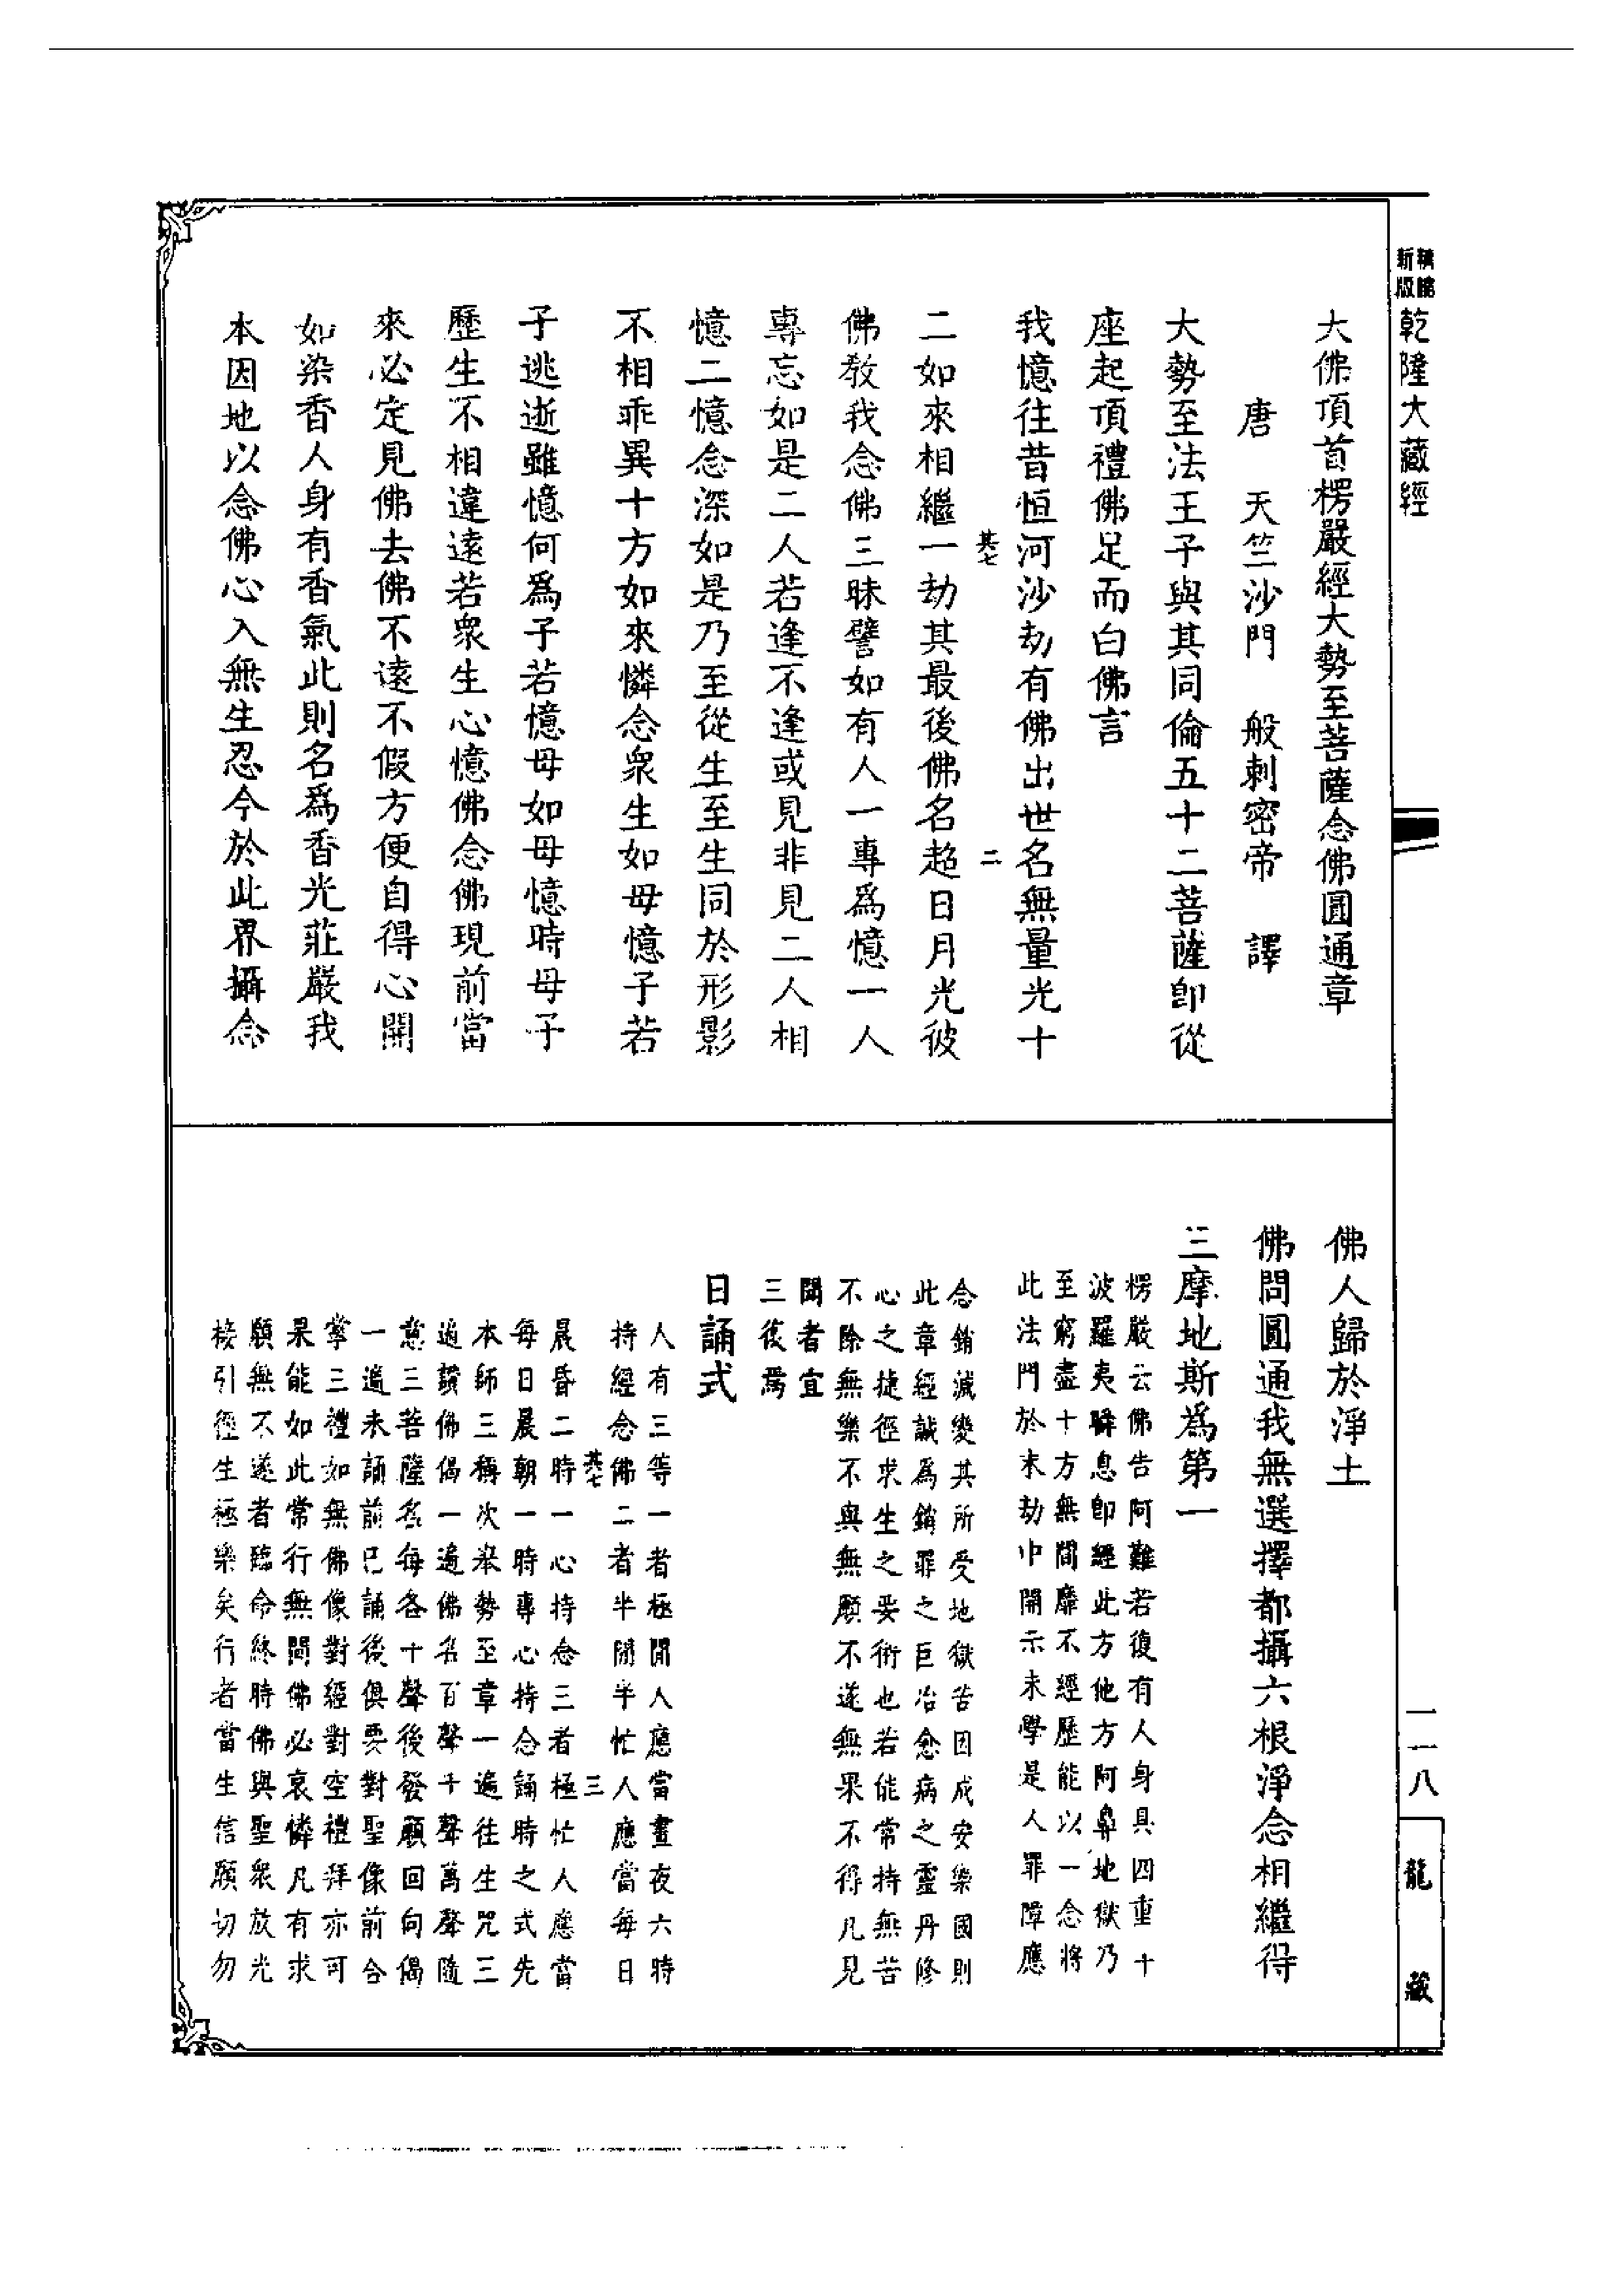 新編縮版
乾隆大藏經
大佛頂首楞嚴經大勢至菩薩念佛圓通章
唐 天竺沙門 般剌密帝 譯
大勢至法王子與其同倫五十二菩薩即從
座起頂禮佛足而白佛言
我憶往昔恒河沙劫有佛出世名無量光十
其七 二
二如來相繼一劫其最後佛名超日月光彼
佛教我念佛三昧譬如有人一專為憶一人
專忘如是二人若逢不逢或見非見二人相
憶二憶念深如是乃至從生至生同於形影
不相乖異十方如來憐念眾生如母憶子若
子逃逝雖憶何為子若憶母如母憶時母子
歷生不相違遠若眾生心憶佛念佛現前當
來必定見佛去佛不遠不假方便自得心開
如染香人身有香氣此則名為香光莊嚴我
本因地以念佛心入無生忍今於此界攝念
佛人歸於淨土
佛問圓通我無選擇都攝六根淨念相繼得
三摩地斯為第一
楞嚴云佛告阿難若復有人身具四重十
波羅夷瞬息即經此方他方阿鼻地獄乃
至窮盡十方無間靡不經歷能以一念將
此法門於末劫中開示未學是人罪障應
念銷滅變其所受地獄苦因成安樂國則
此章經誠為銷罪之巨冶愈病之靈丹修
心之捷徑求生之要術也若能常持無苦
不除無樂不與無願不遂無果不得凡見
聞者宜
三復焉
日誦式
人有三等一者極閒人應當晝夜六時
持經念佛二者半閒半忙人應當每日
其七 三
晨昏二時一心持念三者極忙人應當
每日晨朝一時專心持念誦時之式先
本師三稱次舉勢至章一遍往生咒三
遍讚佛偈一遍佛名百聲千聲萬聲隨
意三菩薩名每各十聲後發願回向偈
一遍未誦前已誦後俱要對聖像前合
掌三禮如無佛像對經對空禮拜亦可
果能如此常行無間佛必哀憐凡有求
願無不遂者臨命終時佛與聖眾放光
接引徑生極樂矣行者當生信願切勿
一一八
龍藏